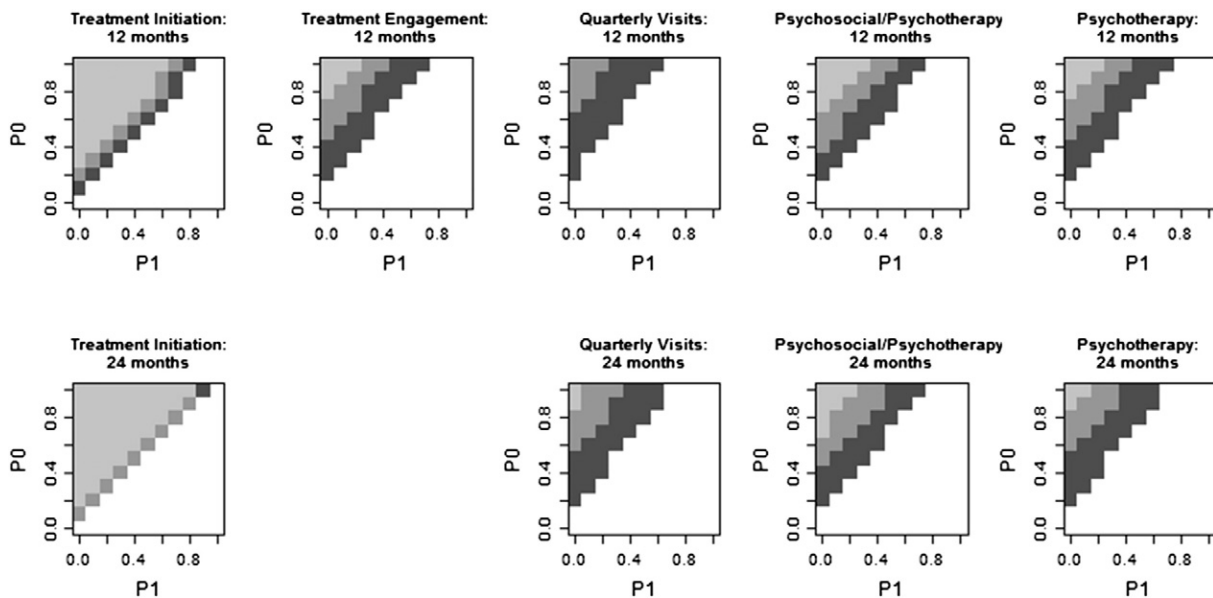 Treatment Initiation:
12 months
P0
0.0 0.4 0.8
0.0 0.4 0.8
P1
Treatment Engagement:
12 months
P0
0.0 0.4 0.8
0.0 0.4 0.8
P1
Quarterly Visits:
12 months
P0
0.0 0.4 0.8
0.0 0.4 0.8
P1
Psychosocial/Psychotherapy
12 months
P0
0.0 0.4 0.8
0.0 0.4 0.8
P1
Psychotherapy:
12 months
P0
0.0 0.4 0.8
0.0 0.4 0.8
P1
Treatment Initiation:
24 months
P0
0.0 0.4 0.8
0.0 0.4 0.8
P1
Quarterly Visits:
24 months
P0
0.0 0.4 0.8
0.0 0.4 0.8
P1
Psychosocial/Psychotherapy
24 months
P0
0.0 0.4 0.8
0.0 0.4 0.8
P1
Psychotherapy:
24 months
P0
0.0 0.4 0.8
0.0 0.4 0.8
P1